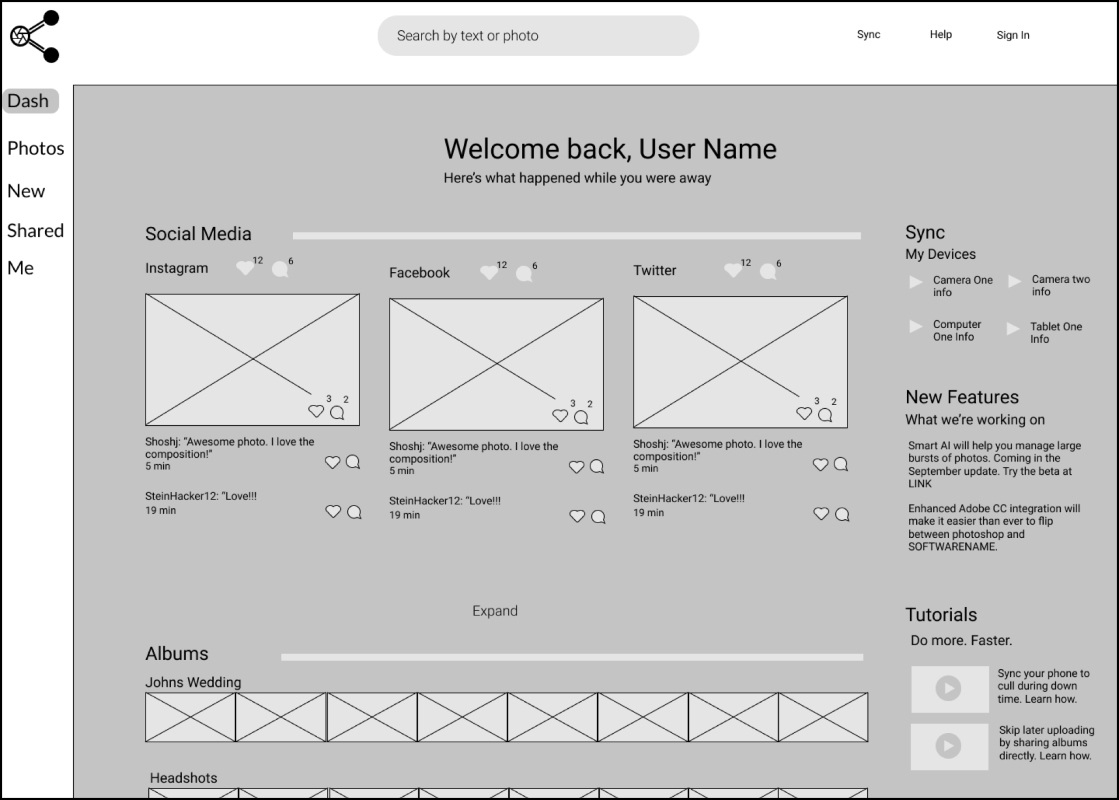 Search by text or photo
Sync
Help
Sign In
Dash
Photos
New
Shared
Me
Welcome back, User Name
Here's what happened while you were away
Social Media
Instagram
12
6
3
2
Shoshj: “Awesome photo. I love the
composition!”
5 min
SteinHacker12: “Love!!!
19 min
Facebook
12
6
3
2
Shoshj: “Awesome photo. I love the
composition!”
5 min
SteinHacker12: “Love!!!
19 min
Twitter
12
6
3
2
Shoshj: “Awesome photo. I love the
composition!”
5 min
SteinHacker12: “Love!!!
19 min
Expand
Albums
Johns Wedding
Headshots
Sync
My Devices
Camera One
info
Camera two
info
Computer
One Info
Tablet One
Info
New Features
What we're working on
Smart AI will help you manage large
bursts of photos. Coming in the
September update. Try the beta at
LINK
Enhanced Adobe CC integration will
make it easier than ever to flip
between photoshop and
SOFTWARENAME.
Tutorials
Do more. Faster.
Sync your phone to
cull during down
time. Learn how.
Skip later uploading
by sharing albums
directly. Learn how.